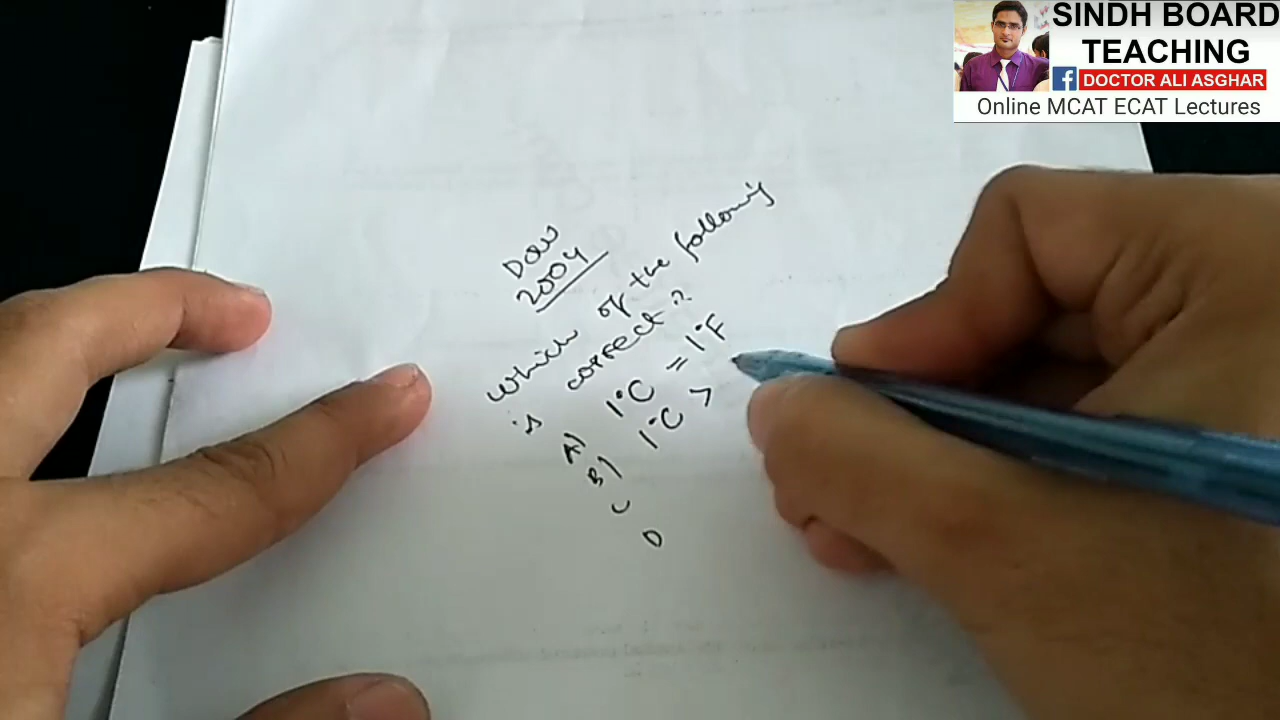 SINDH BOARD
TEACHING
f DOCTOR ALI ASGHAR
Online MCAT ECAT Lectures
DOW
2004
which of the following
is correct??
A) 1°C = 1°F
B) 1°C >
C
D